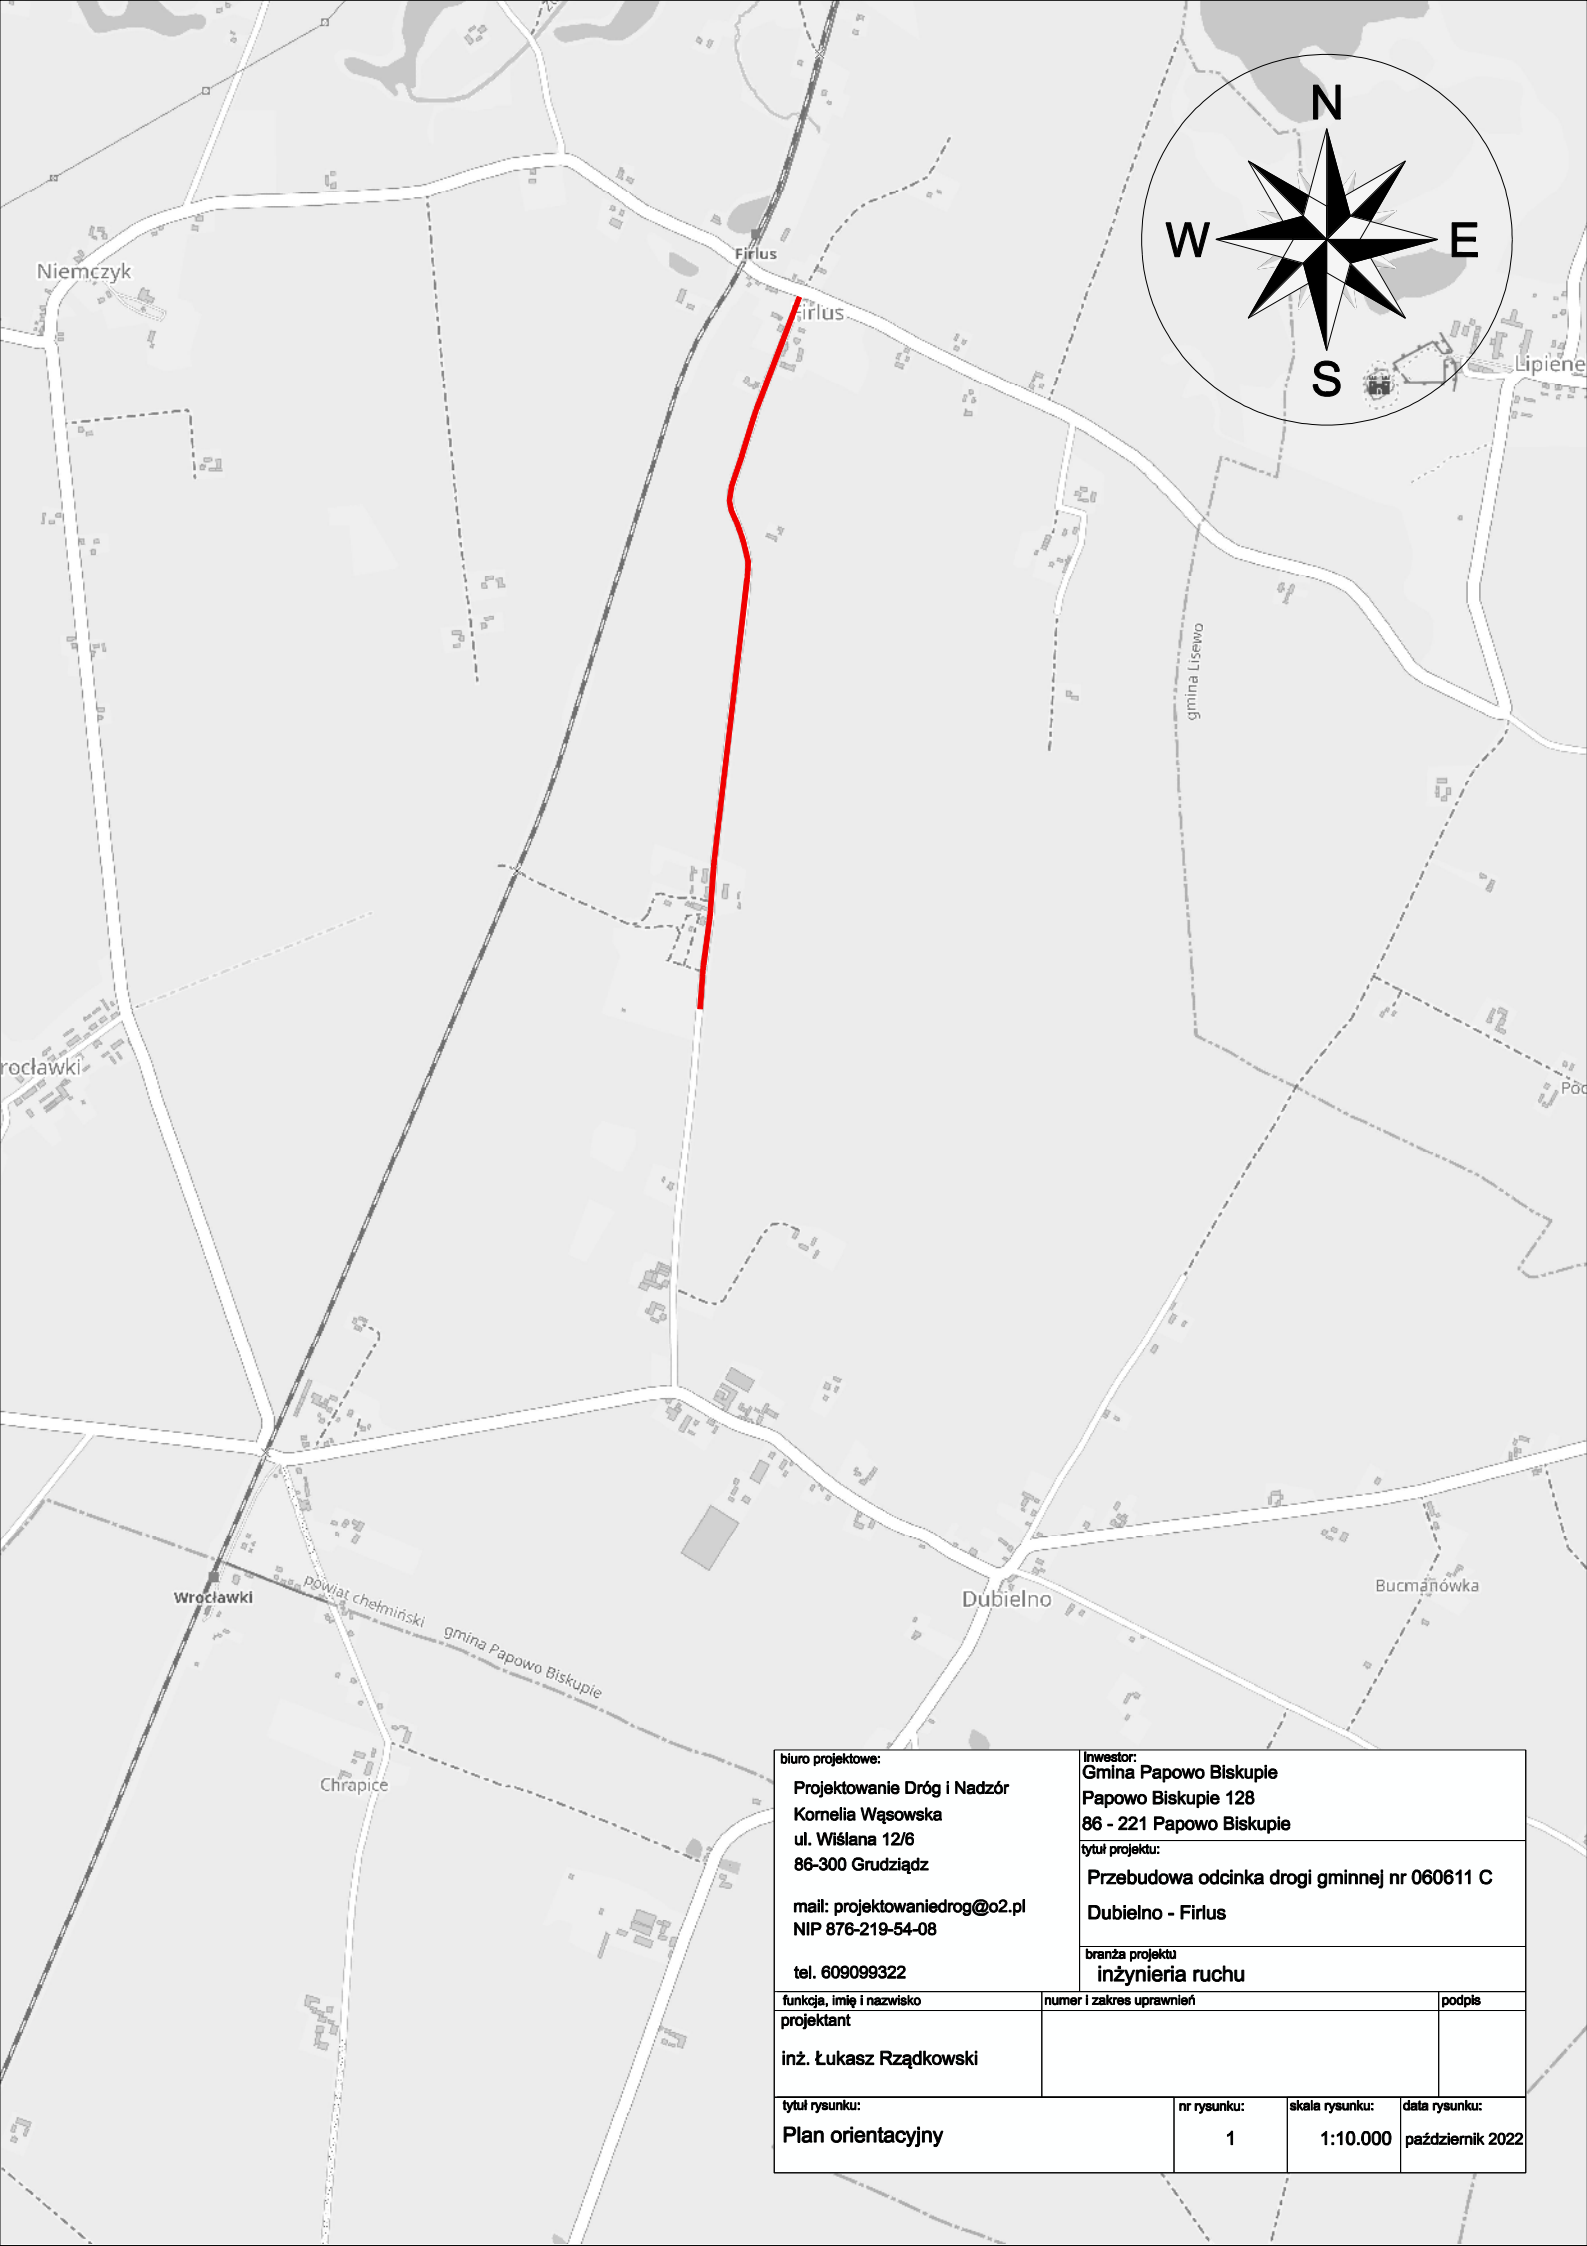 N
W
E
S
Niemczyk
Firlus
Firlus
Lipiene
gmina Lisewo
rocławki
Poc
Wrocławki
powiat chełmiński
gmina Papowo Biskupie
Dubielno
Bucmanówka
Chrapice
biuro projektowe:
Projektowanie Dróg i Nadzór
Kornelia Wąsowska
ul. Wiślana 12/6
86-300 Grudziądz
mail: projektowaniedrog@o2.pl
NIP 876-219-54-08
tel. 609099322
Inwestor:
Gmina Papowo Biskupie
Papowo Biskupie 128
86 - 221 Papowo Biskupie
tytuł projektu:
Przebudowa odcinka drogi gminnej nr 060611 C
Dubielno - Firlus
branża projektu
inżynieria ruchu
funkcja, imię i nazwisko
numer i zakres uprawnień
podpis
projektant
inż. Łukasz Rządkowski
tytuł rysunku:
Plan orientacyjny
nr rysunku:
1
skala rysunku:
1:10.000
data rysunku:
październik 2022